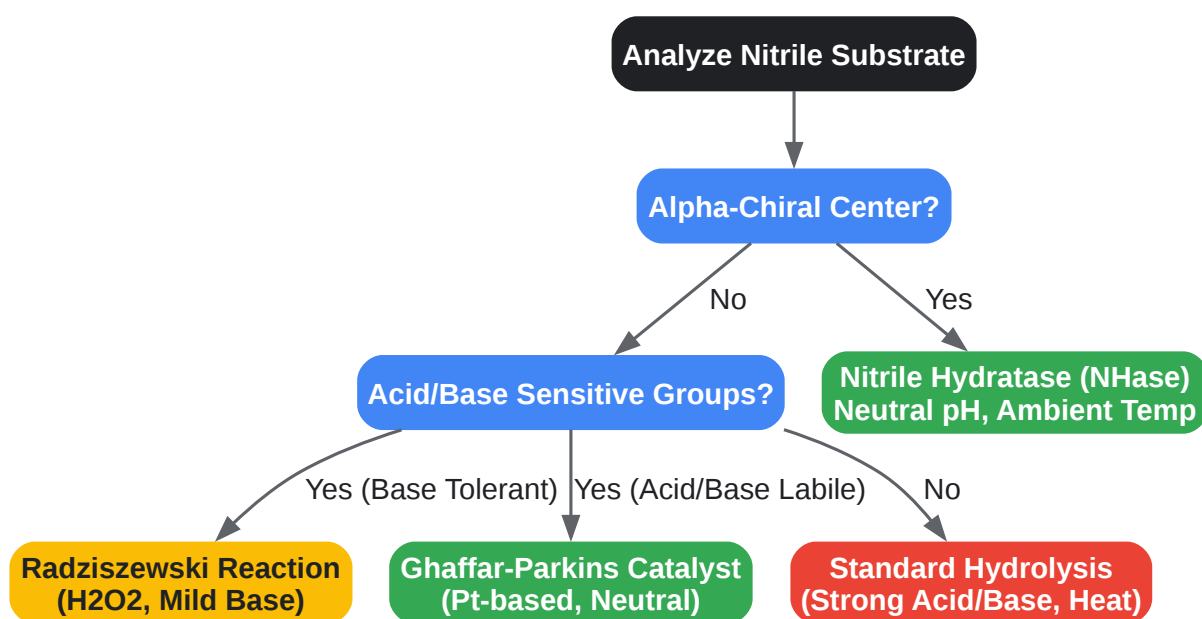 Analyze Nitrile Substrate
Alpha-Chiral Center?
No
Yes
Acid/Base Sensitive Groups?
Nitrile Hydratase (NHase)
Neutral pH, Ambient Temp
Yes (Base Tolerant)
Yes (Acid/Base Labile)
No
Radziszewski Reaction
(H2O2, Mild Base)
Ghaffar-Parkins Catalyst
(Pt-based, Neutral)
Standard Hydrolysis
(Strong Acid/Base, Heat)